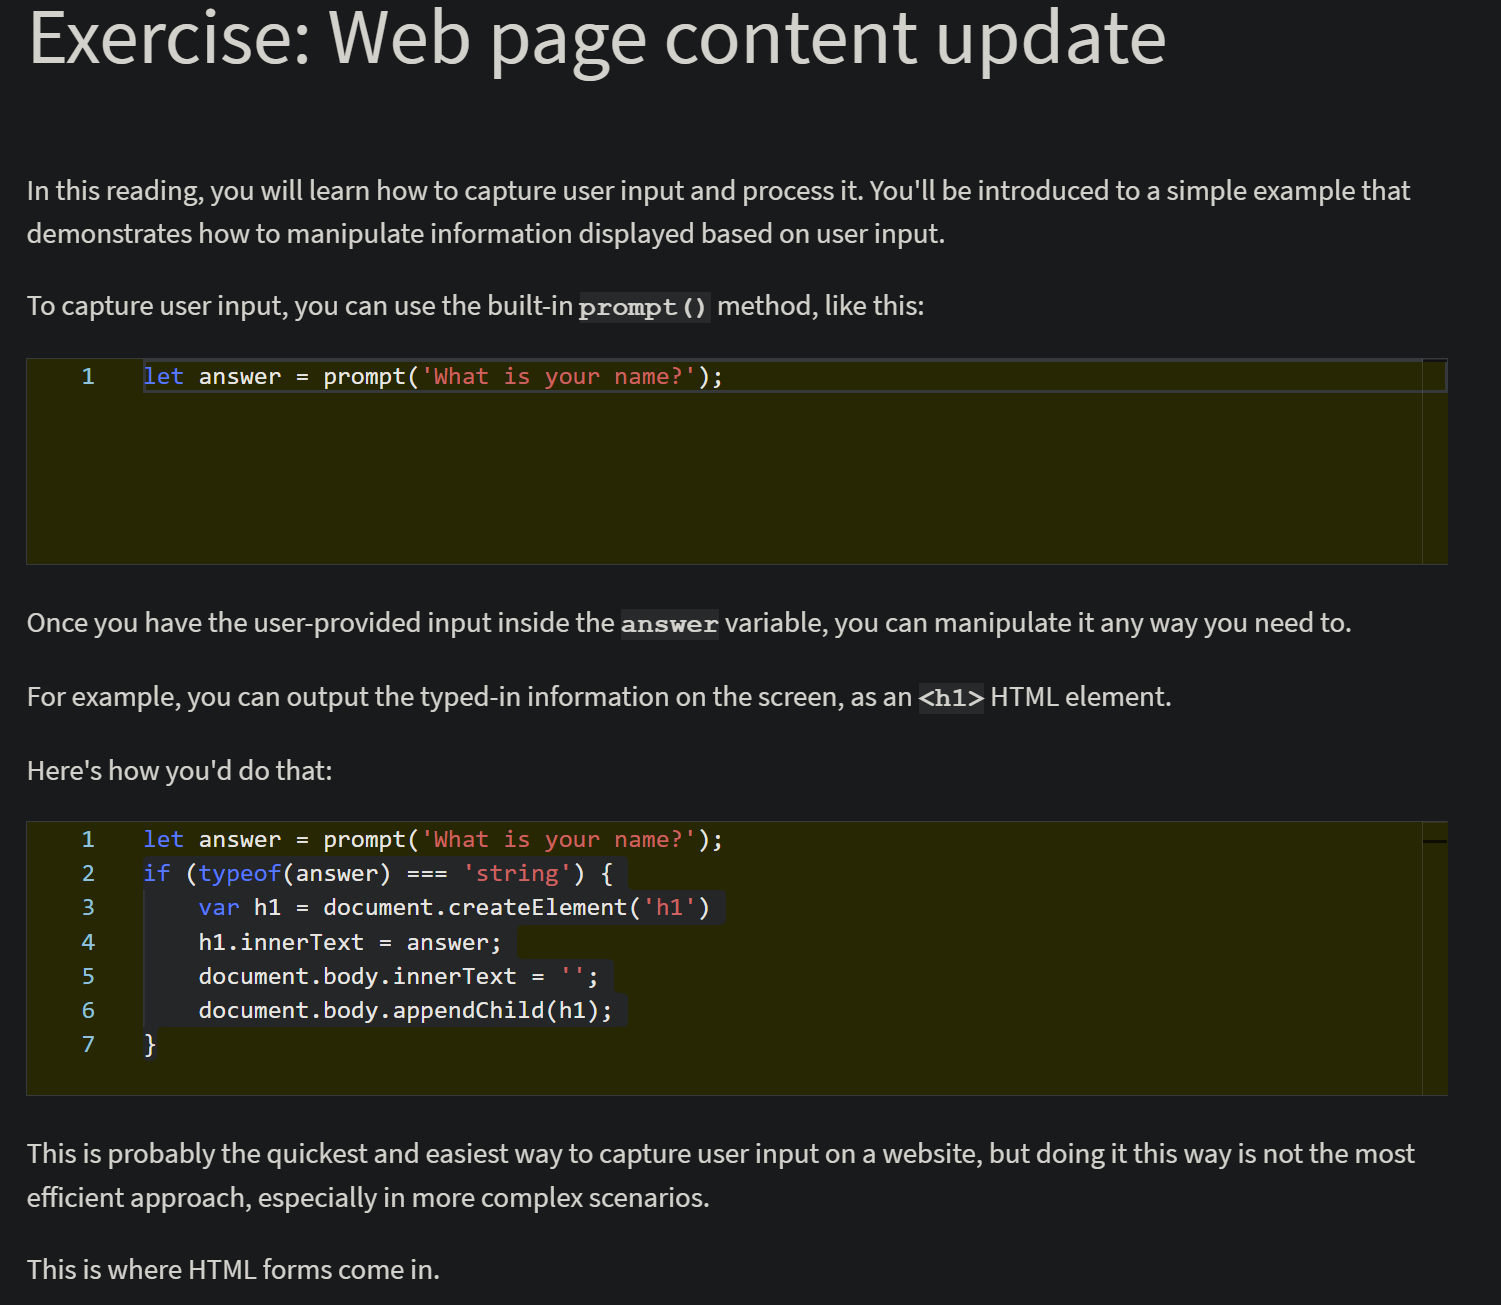 Exercise: Web page content update
In this reading, you will learn how to capture user input and process it. You'll be introduced to a simple example that
demonstrates how to manipulate information displayed based on user input.
To capture user input, you can use the built-in prompt() method, like this:
1 let answer = prompt('What is your name?');
Once you have the user-provided input inside the answer variable, you can manipulate it any way you need to.
For example, you can output the typed-in information on the screen, as an <h1> HTML element.
Here's how you'd do that:
1 let answer = prompt('What is your name?');
2 if (typeof(answer) === 'string') {
3     var h1 = document.createElement('h1')
4     h1.innerText = answer;
5     document.body.innerText = '';
6     document.body.appendChild(h1);
7 }
This is probably the quickest and easiest way to capture user input on a website, but doing it this way is not the most
efficient approach, especially in more complex scenarios.
This is where HTML forms come in.